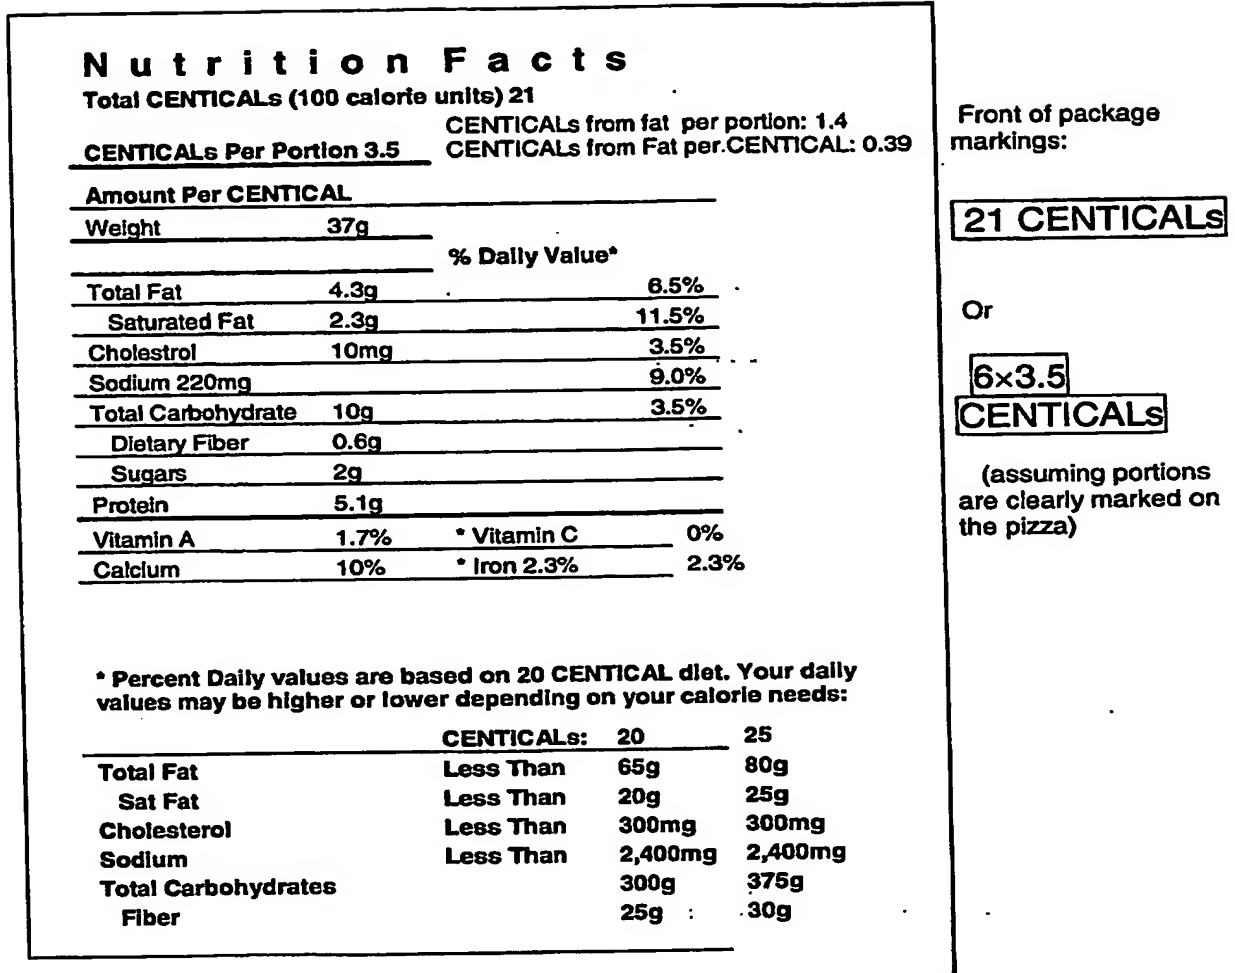 Nutrition Facts
Total CENTICALs (100 calorie units) 21
CENTICALs from fat per portion: 1.4
CENTICALs Per Portion 3.5 CENTICALs from Fat per.CENTICAL: 0.39
Amount Per CENTICAL
Weight 37g
% Daily Value*
Total Fat 4.3g 6.5%
Saturated Fat 2.3g 11.5%
Cholestrol 10mg 3.5%
Sodium 220mg 9.0%
Total Carbohydrate 10g 3.5%
Dietary Fiber 0.6g
Sugars 2g
Protein 5.1g
Vitamin A 1.7% * Vitamin C 0%
Calcium 10% * Iron 2.3% 2.3%
* Percent Daily values are based on 20 CENTICAL diet. Your daily
values may be higher or lower depending on your calorie needs:
CENTICALs: 20 25
Total Fat Less Than 65g 80g
Sat Fat Less Than 20g 25g
Cholesterol Less Than 300mg 300mg
Sodium Less Than 2,400mg 2,400mg
Total Carbohydrates 300g 375g
Fiber 25g 30g
Front of package
markings:
21 CENTICALs
Or
6×3.5
CENTICALs
(assuming portions
are clearly marked on
the pizza)